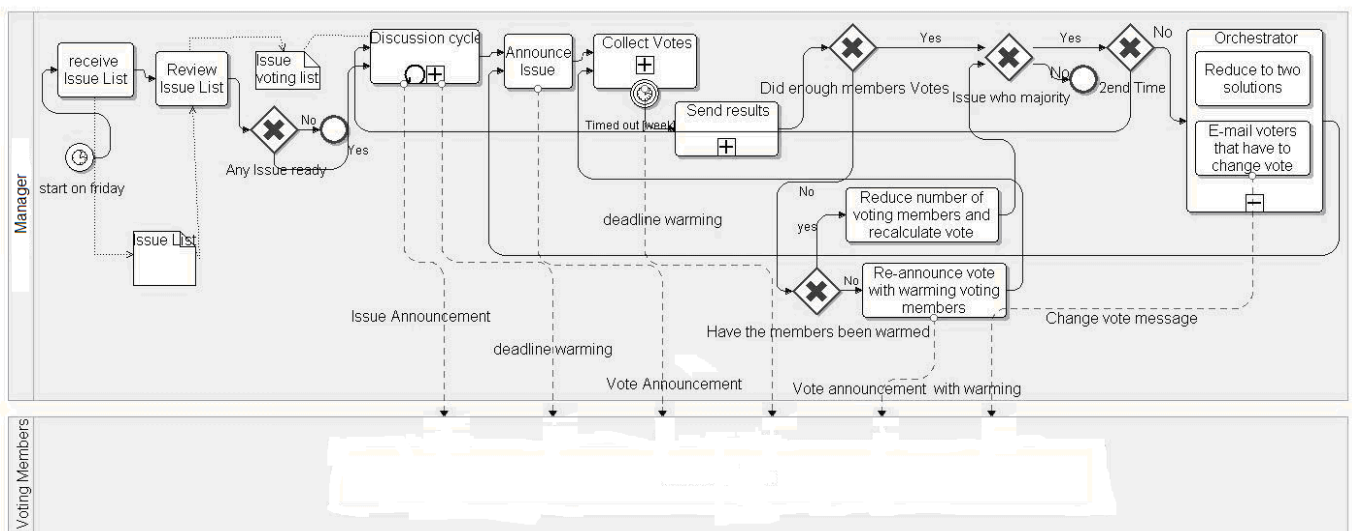 Manager
receive
Issue List
start on friday
Review
Issue List
Issue
voting list
Issue List
Any Issue ready
No
Yes
Discussion cycle
Announce
Issue
Collect Votes
Timed out [week]
Send results
Did enough members Votes
Yes
No
Issue who majority
Yes
No
2end Time
No
Orchestrator
Reduce to two
solutions
E-mail voters
that have to
change vote
Reduce number of
voting members and
recalculate vote
yes
No
Re-announce vote
with warming voting
members
Have the members been warmed
Issue Announcement
deadline warming
Vote Announcement
deadline warming
Vote announcement with warming
Change vote message
Voting Members